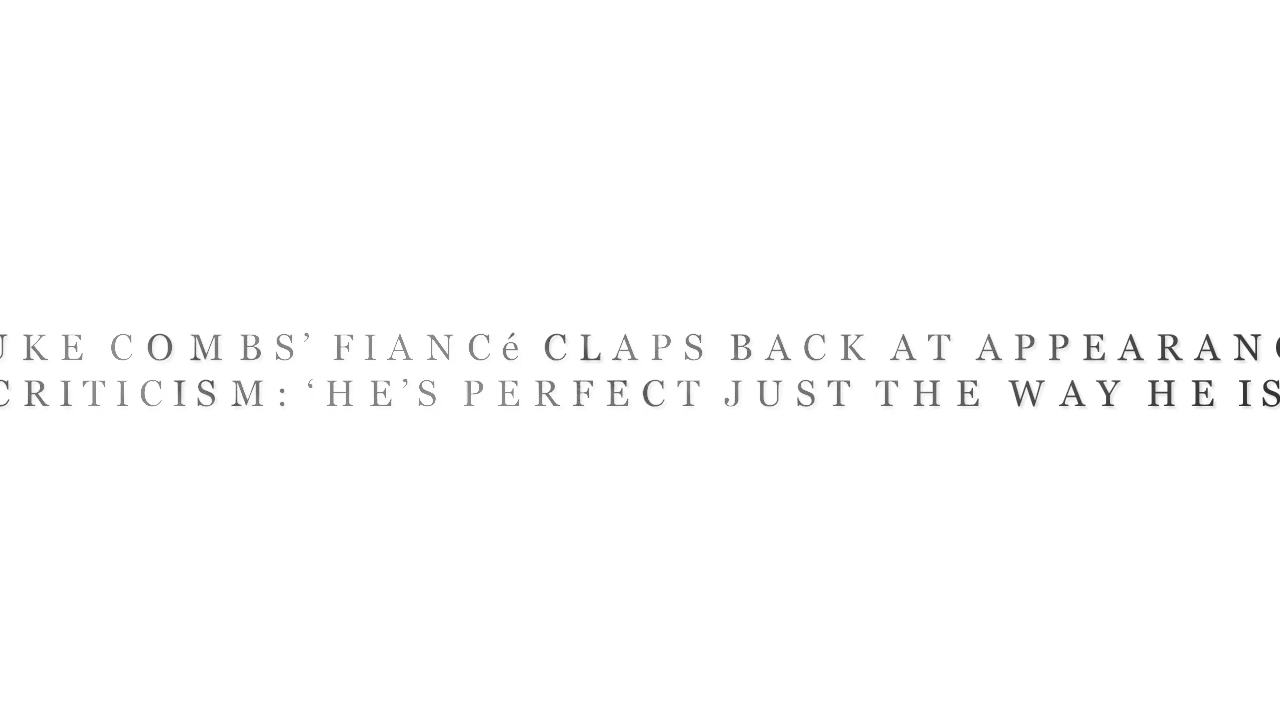 UKE COMBS’ FIANCé CLAPS BACK AT APPEARANC
CRITICISM: ‘HE’S PERFECT JUST THE WAY HE IS